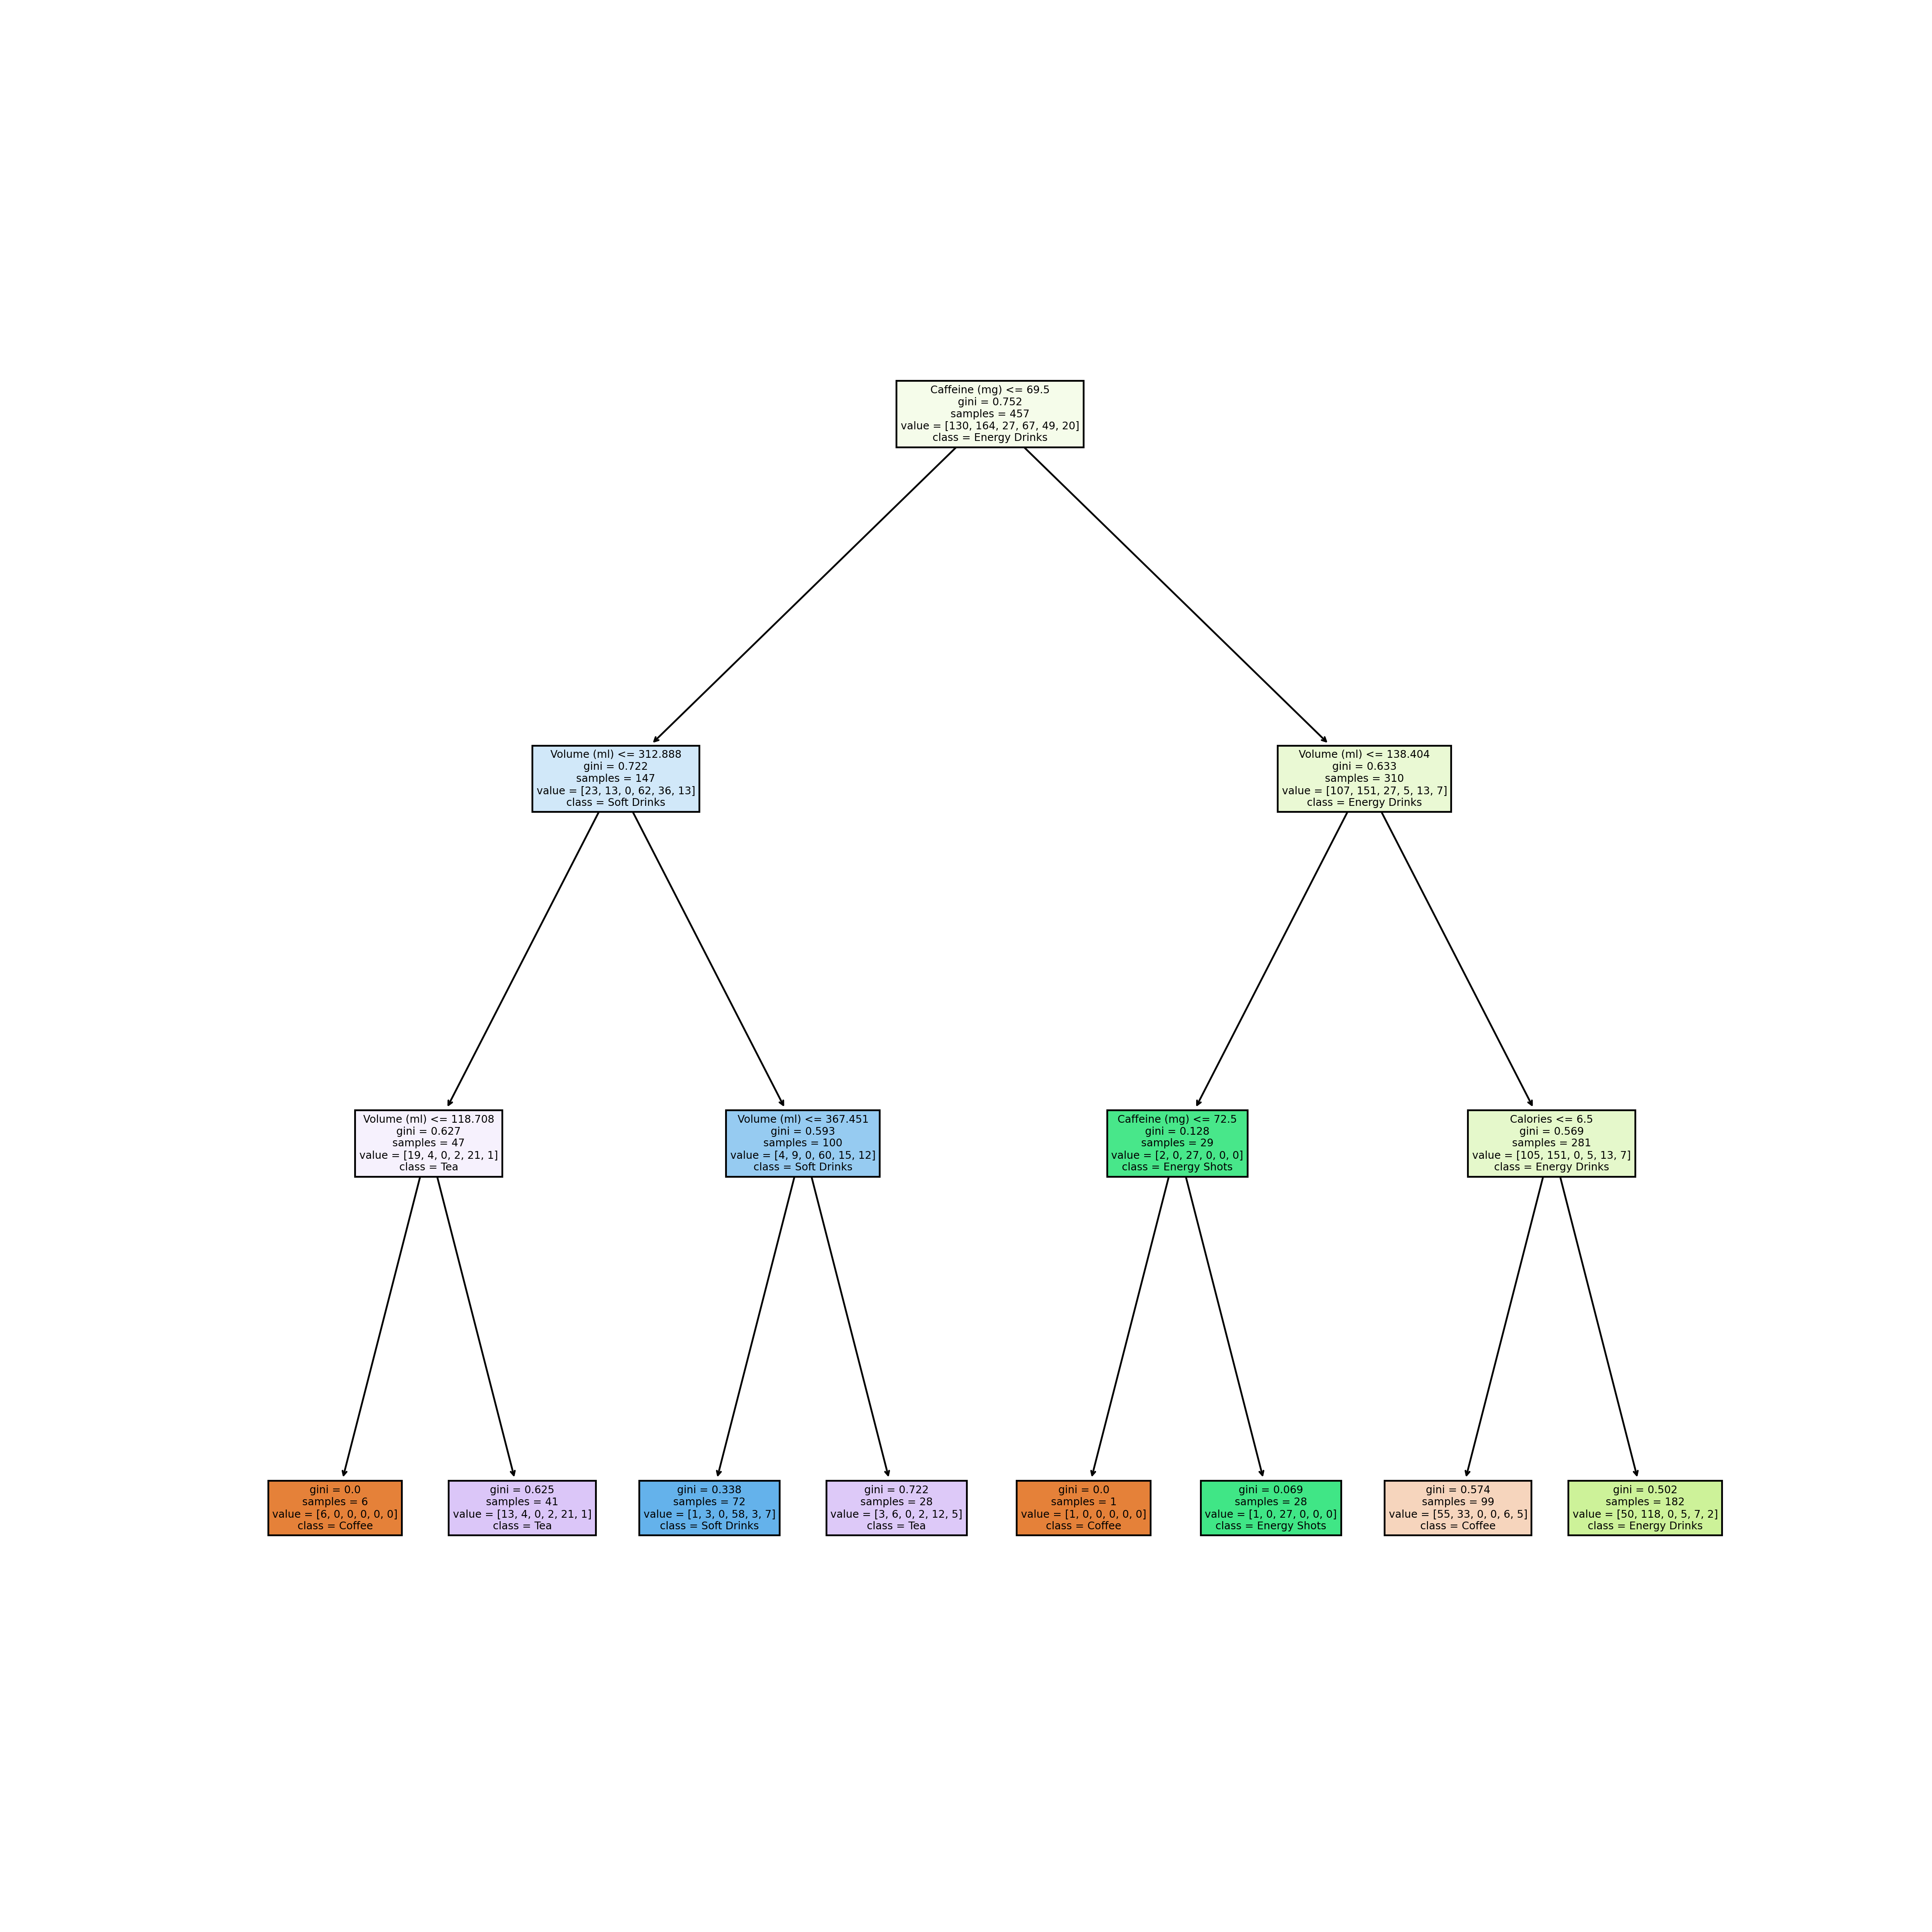 Caffeine (mg) <= 69.5
gini = 0.752
samples = 457
value = [130, 164, 27, 67, 49, 20]
class = Energy Drinks
Volume (ml) <= 312.888
gini = 0.722
samples = 147
value = [23, 13, 0, 62, 36, 13]
class = Soft Drinks
Volume (ml) <= 138.404
gini = 0.633
samples = 310
value = [107, 151, 27, 5, 13, 7]
class = Energy Drinks
Volume (ml) <= 118.708
gini = 0.627
samples = 47
value = [19, 4, 0, 2, 21, 1]
class = Tea
Volume (ml) <= 367.451
gini = 0.593
samples = 100
value = [4, 9, 0, 60, 15, 12]
class = Soft Drinks
Caffeine (mg) <= 72.5
gini = 0.128
samples = 29
value = [2, 0, 27, 0, 0, 0]
class = Energy Shots
Calories <= 6.5
gini = 0.569
samples = 281
value = [105, 151, 0, 5, 13, 7]
class = Energy Drinks
gini = 0.0
samples = 6
value = [6, 0, 0, 0, 0, 0]
class = Coffee
gini = 0.625
samples = 41
value = [13, 4, 0, 2, 21, 1]
class = Tea
gini = 0.338
samples = 72
value = [1, 3, 0, 58, 3, 7]
class = Soft Drinks
gini = 0.722
samples = 28
value = [3, 6, 0, 2, 12, 5]
class = Tea
gini = 0.0
samples = 1
value = [1, 0, 0, 0, 0, 0]
class = Coffee
gini = 0.069
samples = 28
value = [1, 0, 27, 0, 0, 0]
class = Energy Shots
gini = 0.574
samples = 99
value = [55, 33, 0, 0, 6, 5]
class = Coffee
gini = 0.502
samples = 182
value = [50, 118, 0, 5, 7, 2]
class = Energy Drinks